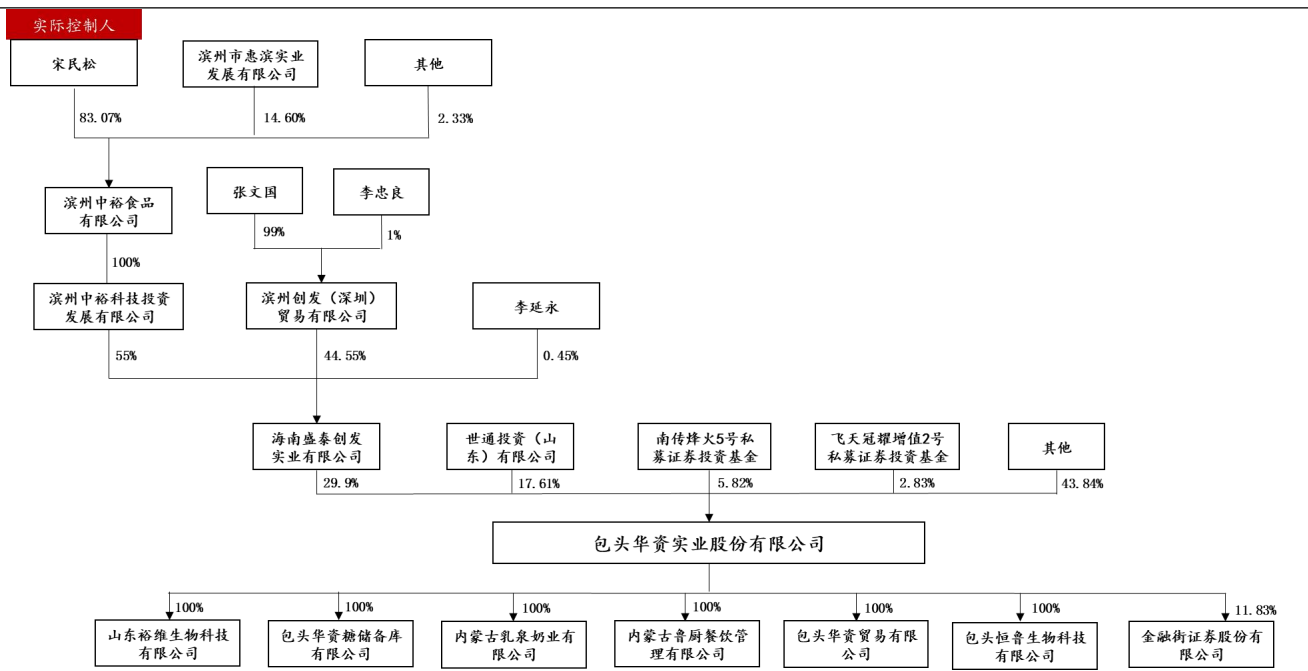 实际控制人
宋民松
滨州市惠滨实业
发展有限公司
其他
83.07%
14.60%
2.33%
滨州中裕食品
有限公司
张文国
李忠良
99%
1%
100%
滨州中裕科技投资
发展有限公司
滨州创发（深圳）
贸易有限公司
李延永
55%
44.55%
0.45%
海南盛泰创发
实业有限公司
世通投资（山
东）有限公司
南传烽火5号私
募证券投资基金
飞天冠耀增值2号
私募证券投资基金
其他
29.9%
17.61%
5.82%
2.83%
43.84%
包头华资实业股份有限公司
100%
100%
100%
100%
100%
100%
11.83%
山东裕维生物科技
有限公司
包头华资糖储备库
有限公司
内蒙古乳泉奶业有
限公司
内蒙古鲁厨餐饮管
理有限公司
包头华资贸易有限
公司
包头恒鲁生物科技
有限公司
金融街证券股份有
限公司